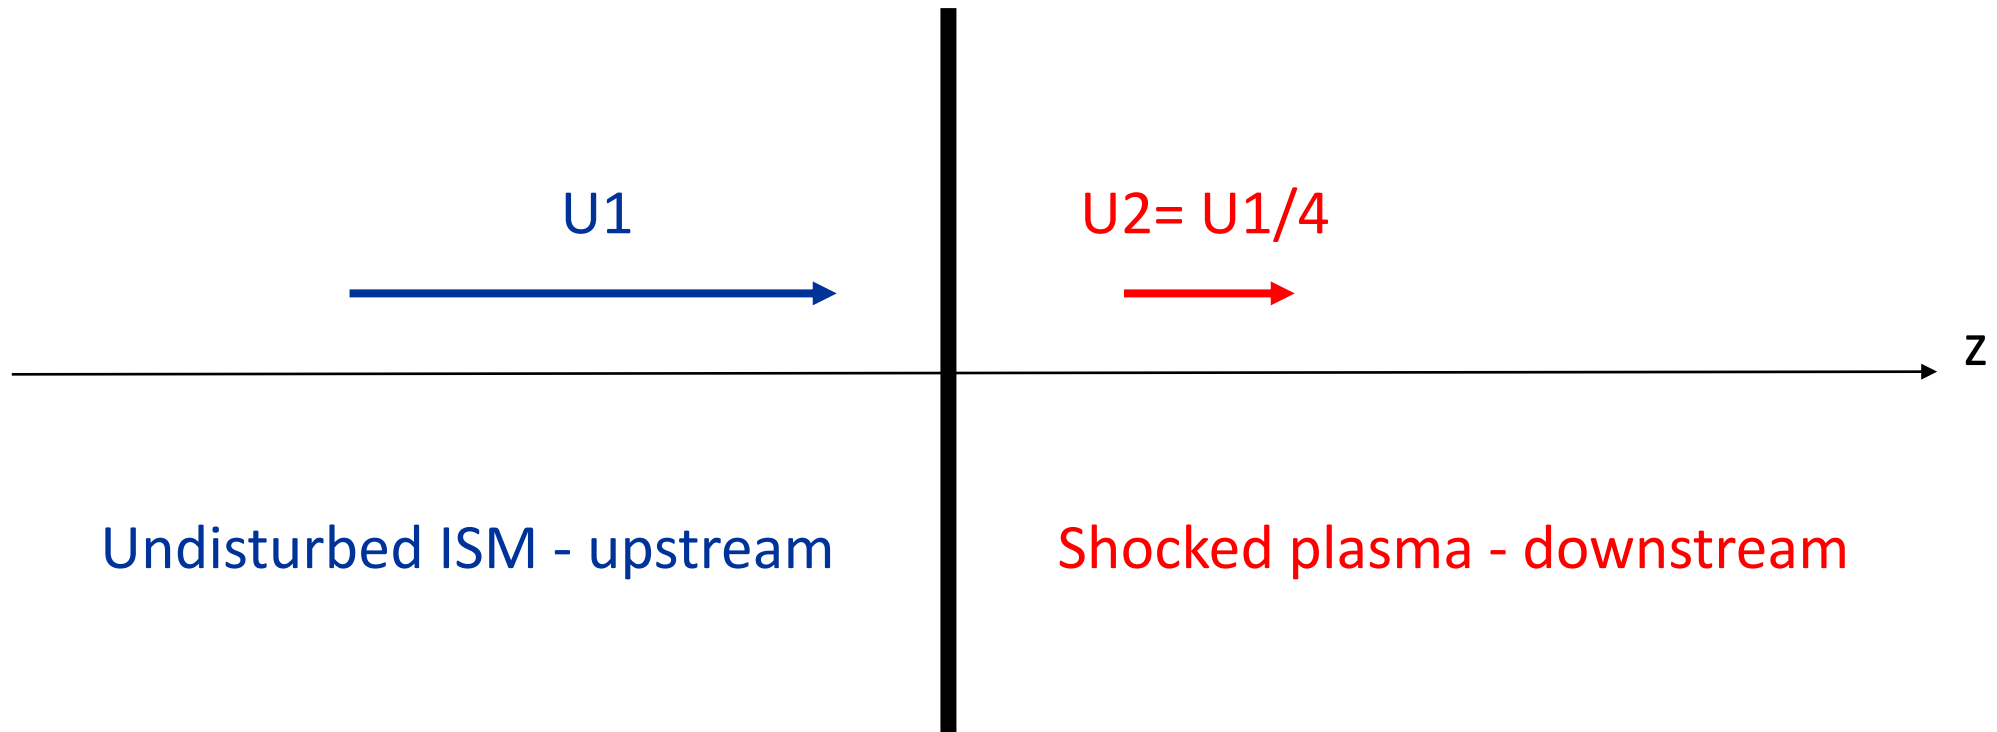 U1
U2= U1/4
z
Undisturbed ISM - upstream
Shocked plasma - downstream